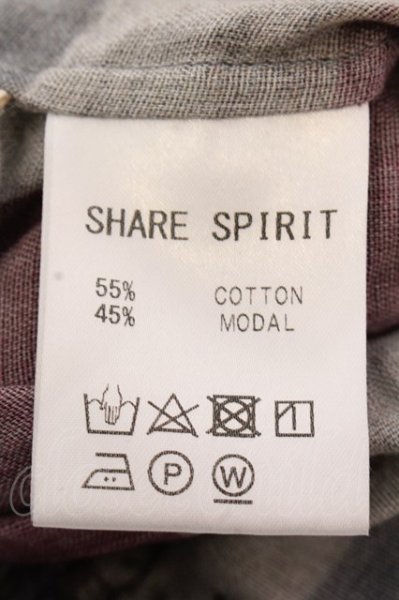 SHARE SPIRIT
55% COTTON
45% MODAL
P W